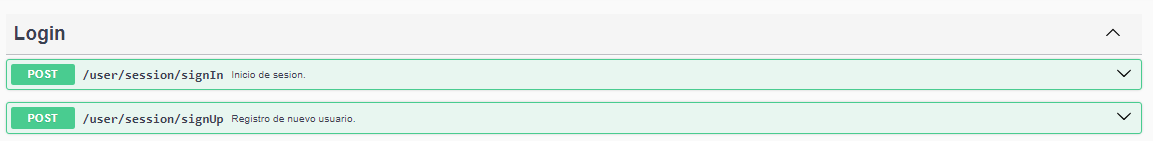 Login
POST /user/session/signIn Inicio de sesion.
POST /user/session/signUp Registro de nuevo usuario.